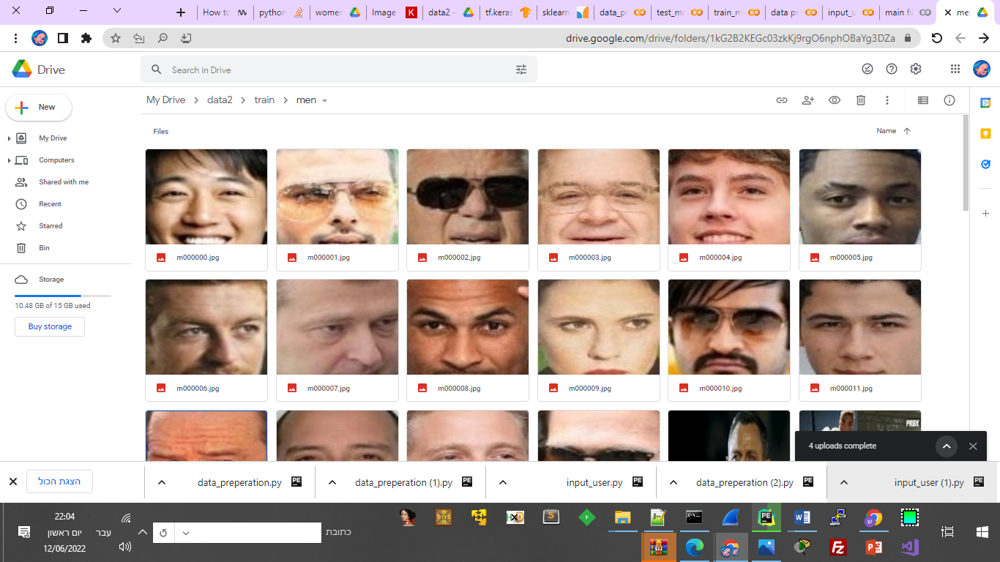 How to
python
women
Image
data2 -
tf.keras
sklearn
data_pr
test_mo
train_m
data pr
input_u
main fil
me
drive.google.com/drive/folders/1kG2B2KEGc03zkKj9rgO6nphOBaYg3DZa
Drive
Search in Drive
My Drive
data2
train
men
New
Files
Name
My Drive
Computers
Shared with me
Recent
Starred
Bin
Storage
10.48 GB of 15 GB used
Buy storage
m000000.jpg
m000001.jpg
m000002.jpg
m000003.jpg
m000004.jpg
m000005.jpg
m000006.jpg
m000007.jpg
m000008.jpg
m000009.jpg
m000010.jpg
m000011.jpg
PRBK
4 uploads complete
הצגת הכול
data_preperation.py
data_preperation (1).py
input_user.py
data_preperation (2).py
input_user (1).py
22:04
יום ראשון
12/06/2022
עבר
כתובת